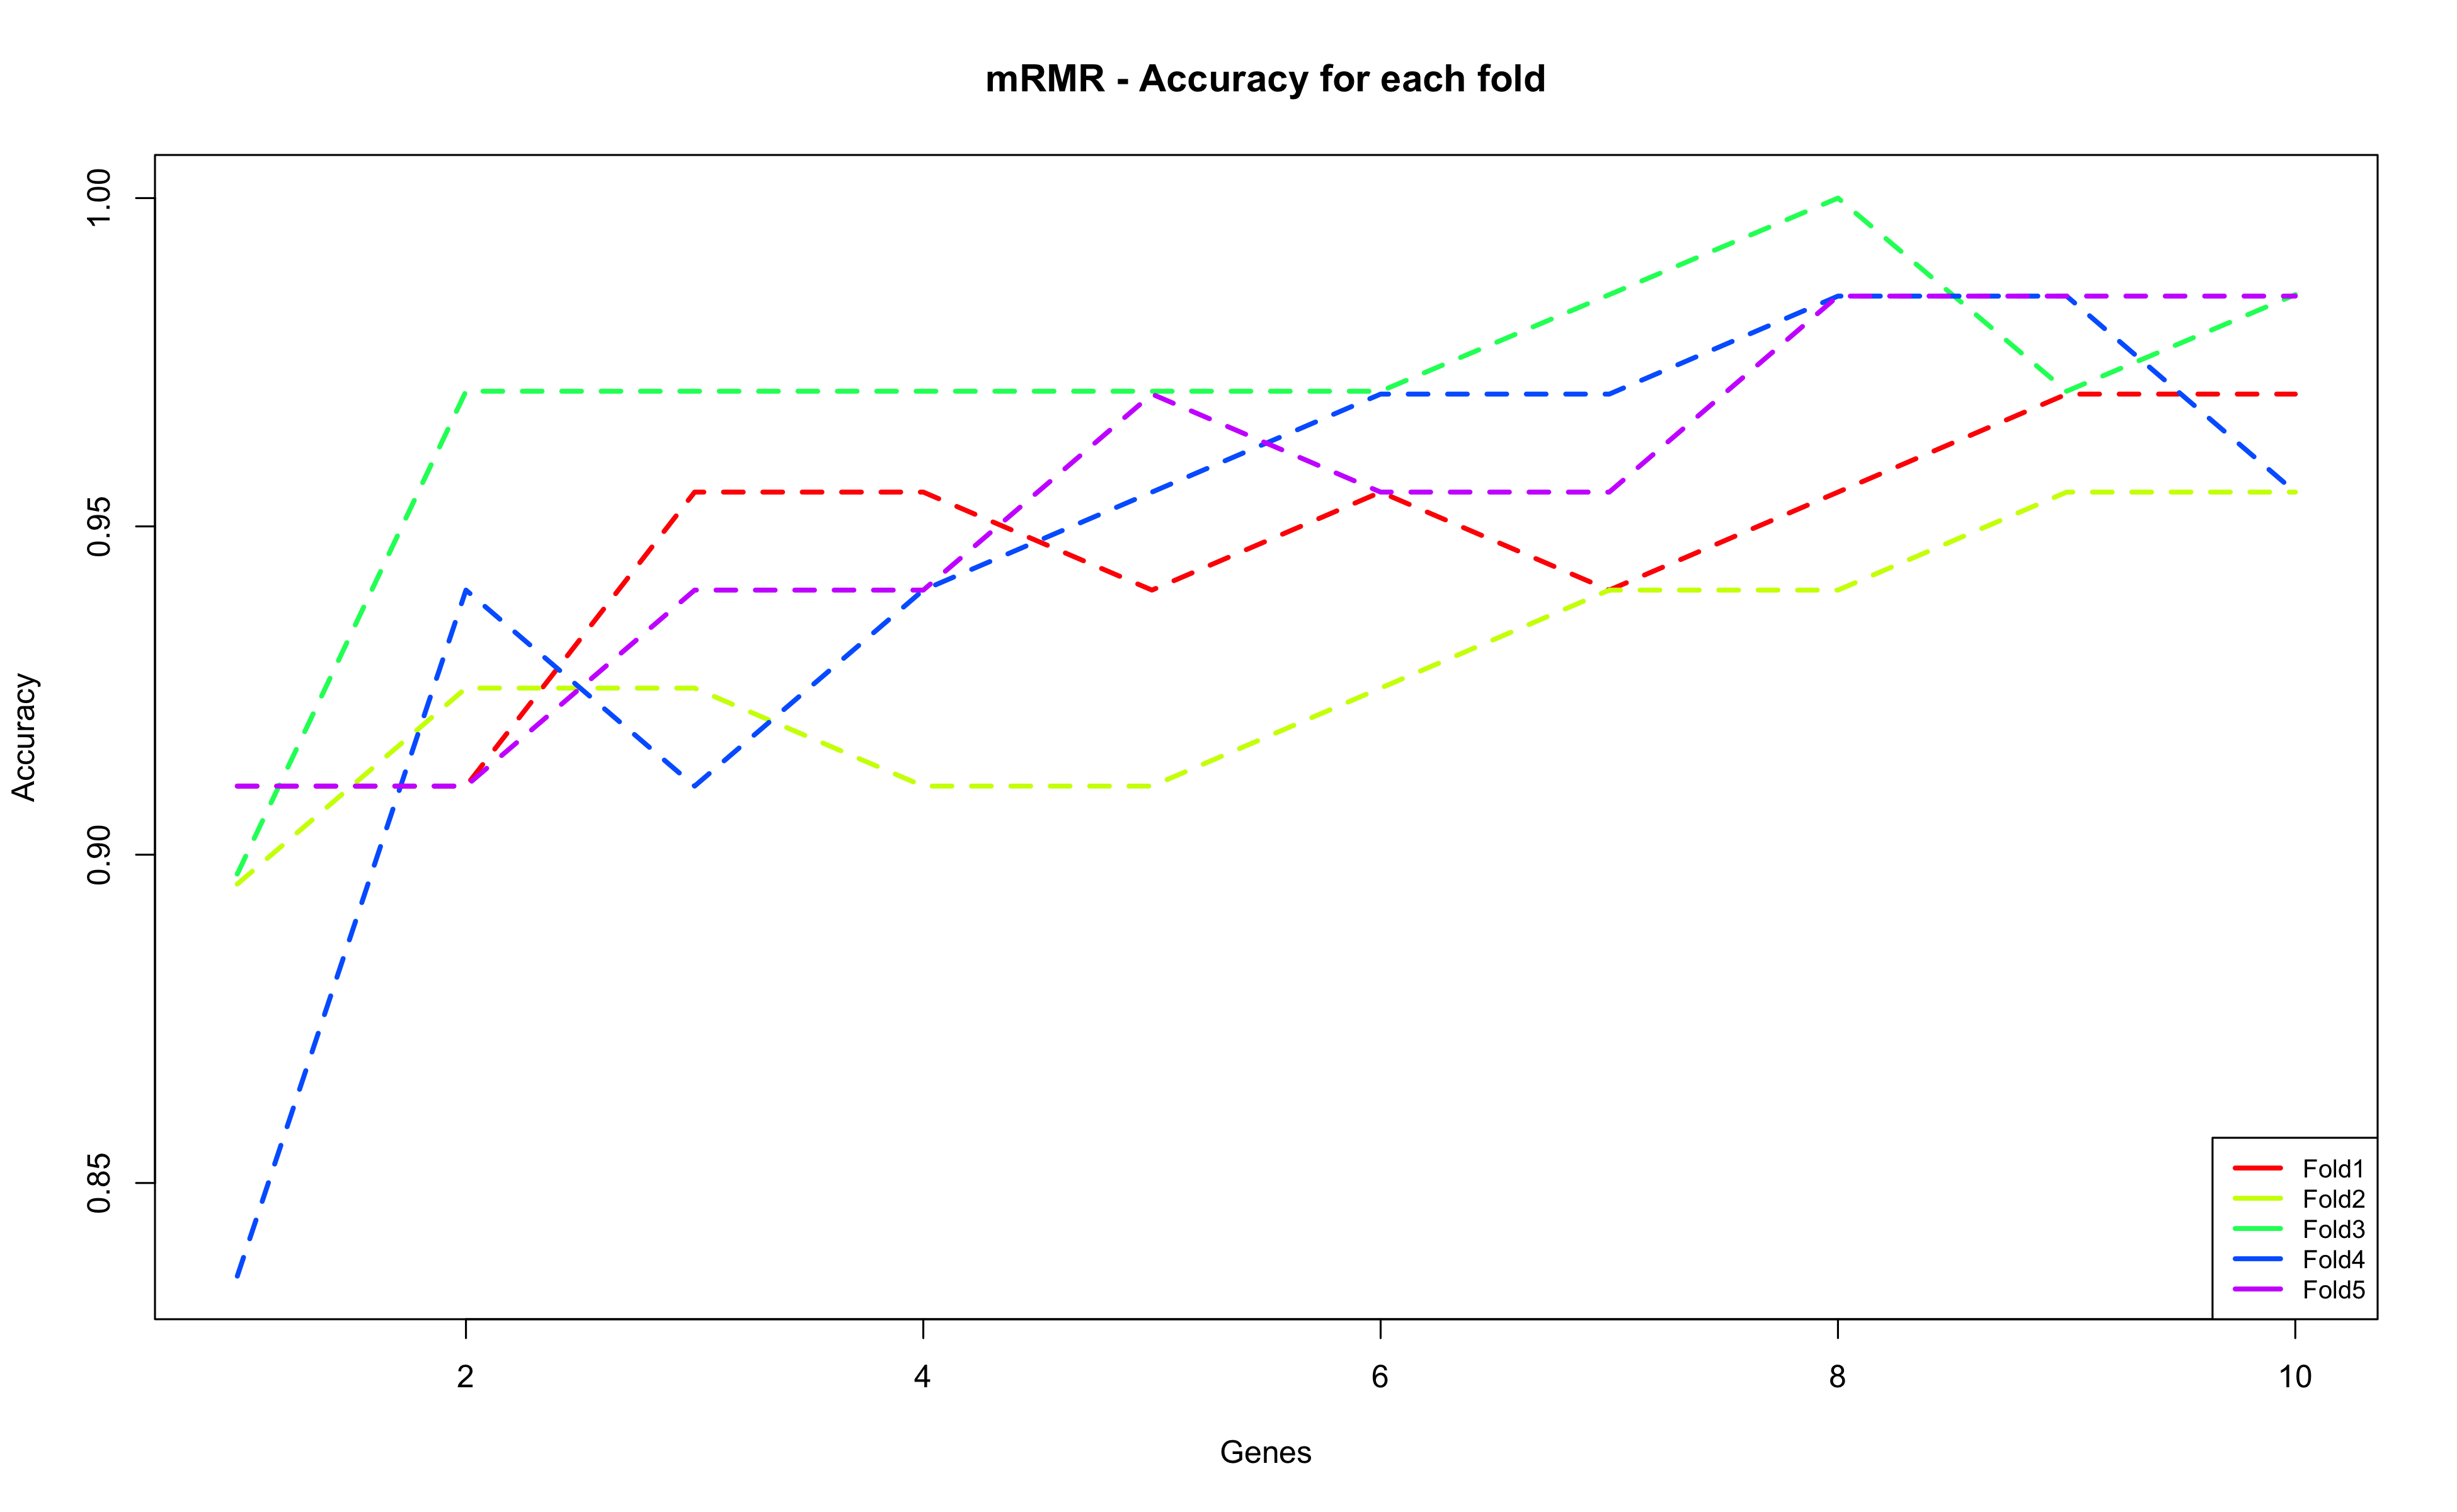 mRMR - Accuracy for each fold
1.00
0.95
0.90
0.85
Accuracy
2 4 6 8 10
Genes
Fold1
Fold2
Fold3
Fold4
Fold5